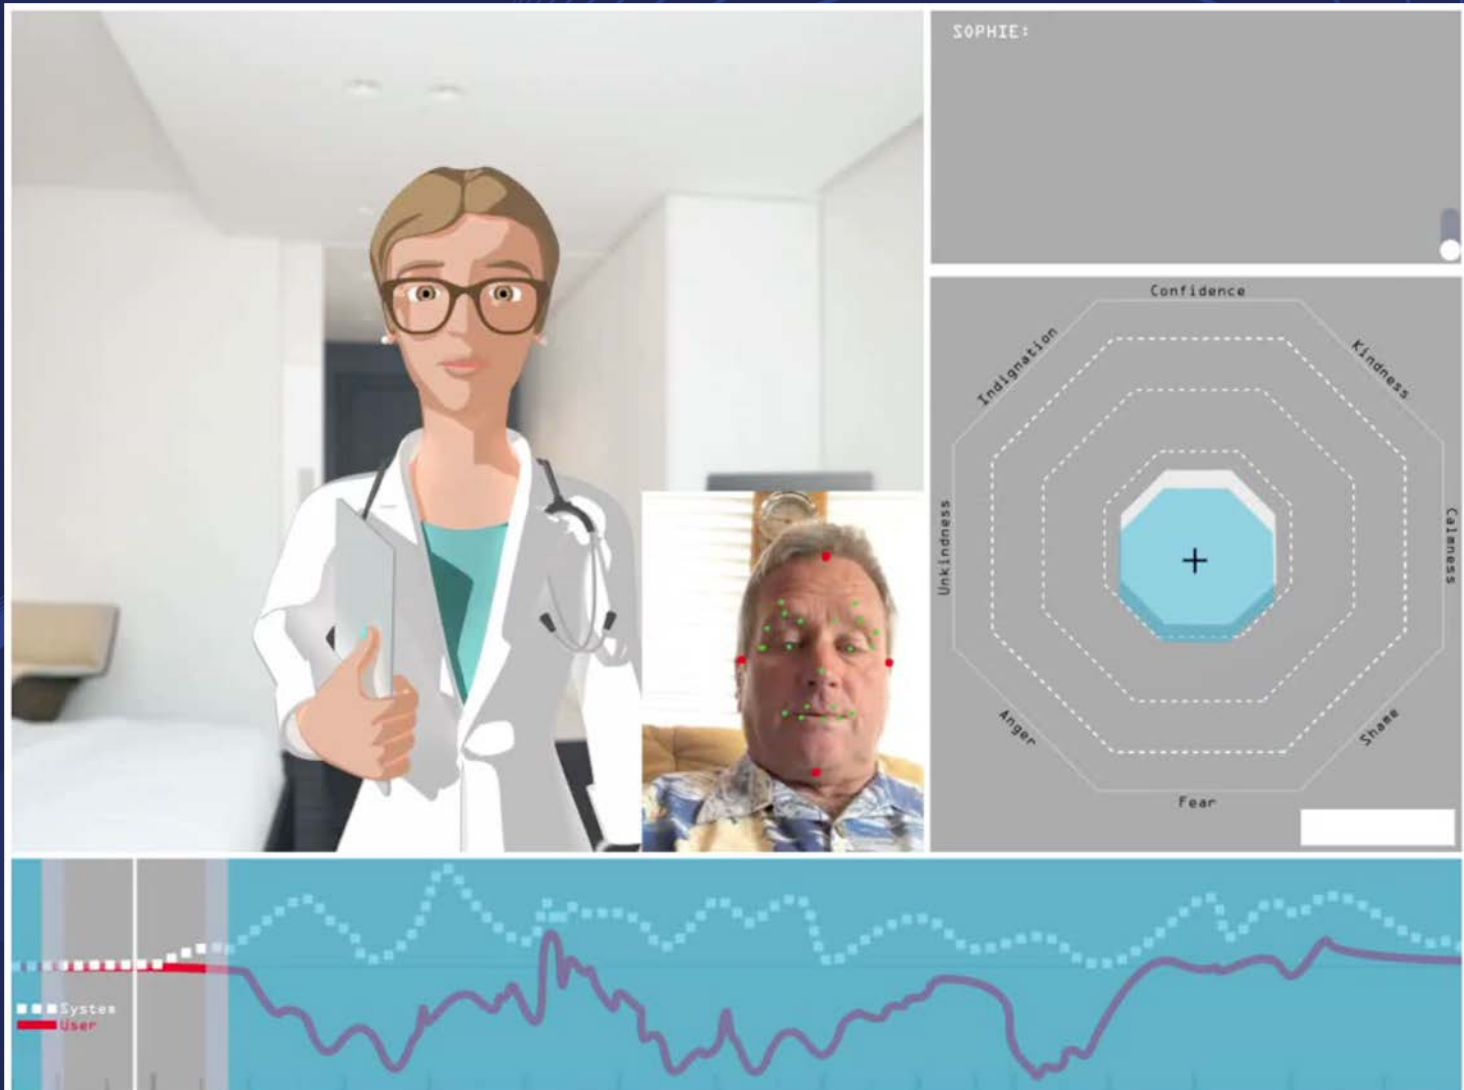 SOPHIE:
Confidence
Indignation
Kindness
Unkindness
Calmness
Anger
Shame
Fear
System
User